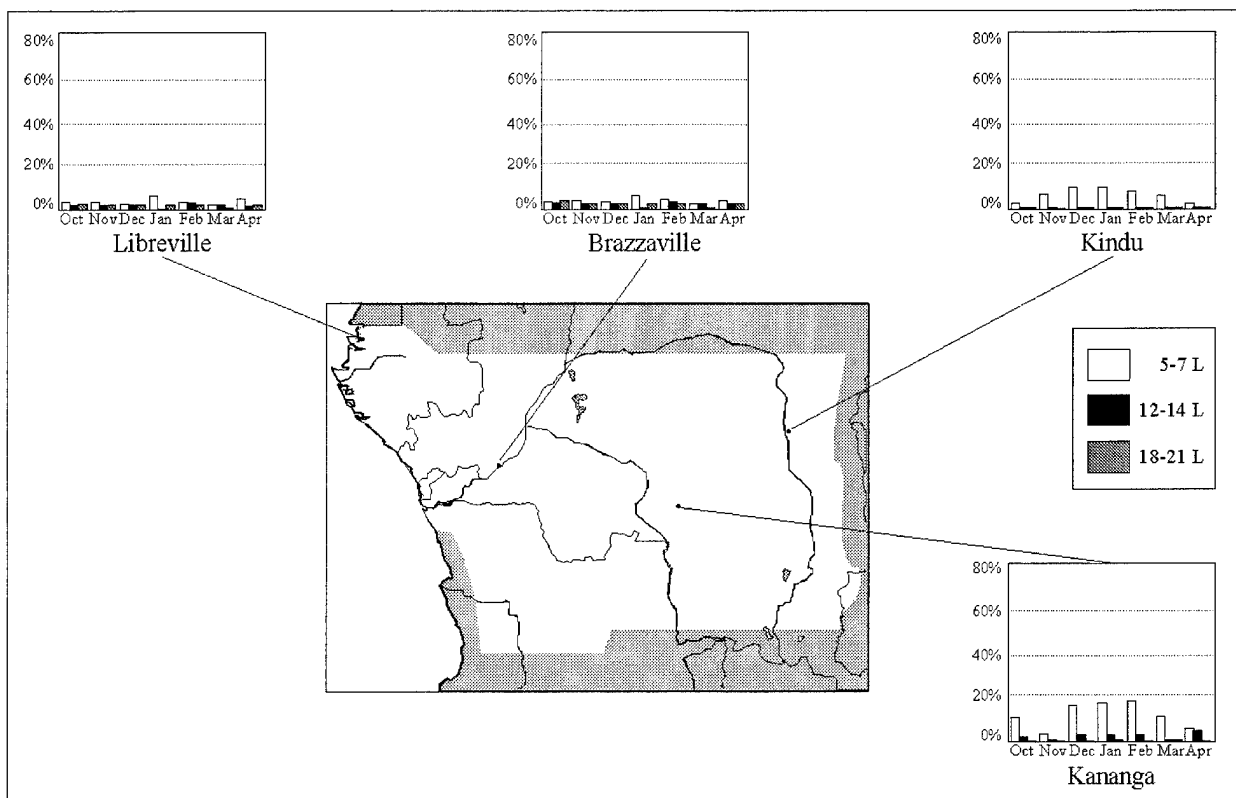 80%
60%
40%
20%
0%
Oct Nov Dec Jan Feb Mar Apr
Libreville
80%
60%
40%
20%
0%
Oct Nov Dec Jan Feb Mar Apr
Brazzaville
80%
60%
40%
20%
0%
Oct Nov Dec Jan Feb Mar Apr
Kindu
5-7 L
12-14 L
18-21 L
80%
60%
40%
20%
0%
Oct Nov Dec Jan Feb Mar Apr
Kananga